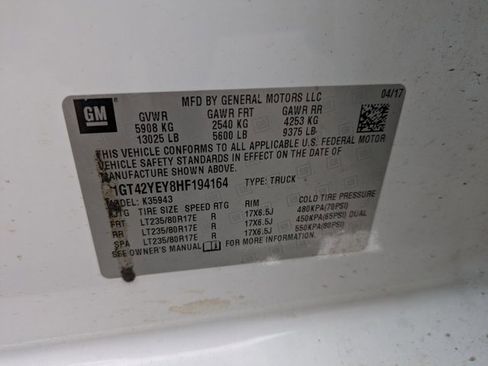 GM
MFD BY GENERAL MOTORS LLC 04/17
GVWR GAWR FRT GAWR RR
5908 KG 2540 KG 4253 KG
13025 LB 5600 LB 9375 LB
THIS VEHICLE CONFORMS TO ALL APPLICABLE U.S. FEDERAL MOTOR
VEHICLE SAFETY STANDARDS IN EFFECT ON THE DATE OF
MANUFACTURE SHOWN ABOVE.
1GT42YEY8HF194164 TYPE: TRUCK
MODEL: K35943
TIRE SIZE SPEED RTG RIM COLD TIRE PRESSURE
FRT LT235/80R17E R 17X6.5J 480KPA(70PSI)
RR LT235/80R17E R 17X6.5J 450KPA(65PSI) DUAL
SPA LT235/80R17E R 17X6.5J 550KPA(80PSI)
SEE OWNER'S MANUAL FOR MORE INFORMATION.